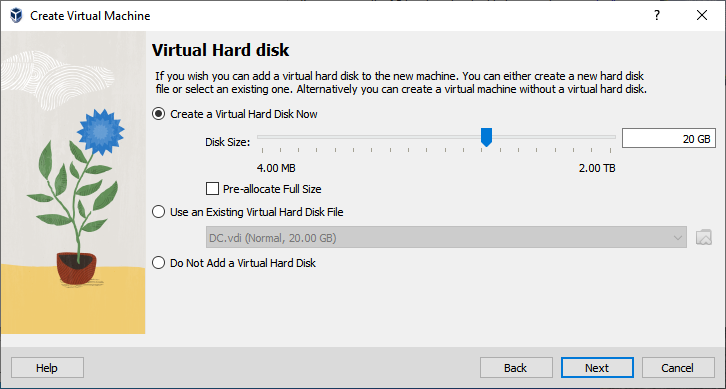 Create Virtual Machine
Virtual Hard disk
If you wish you can add a virtual hard disk to the new machine. You can either create a new hard disk
file or select an existing one. Alternatively you can create a virtual machine without a virtual hard disk.
Create a Virtual Hard Disk Now
Disk Size:
20 GB
4.00 MB
2.00 TB
Pre-allocate Full Size
Use an Existing Virtual Hard Disk File
DC.vdi (Normal, 20.00 GB)
Do Not Add a Virtual Hard Disk
Help
Back
Next
Cancel